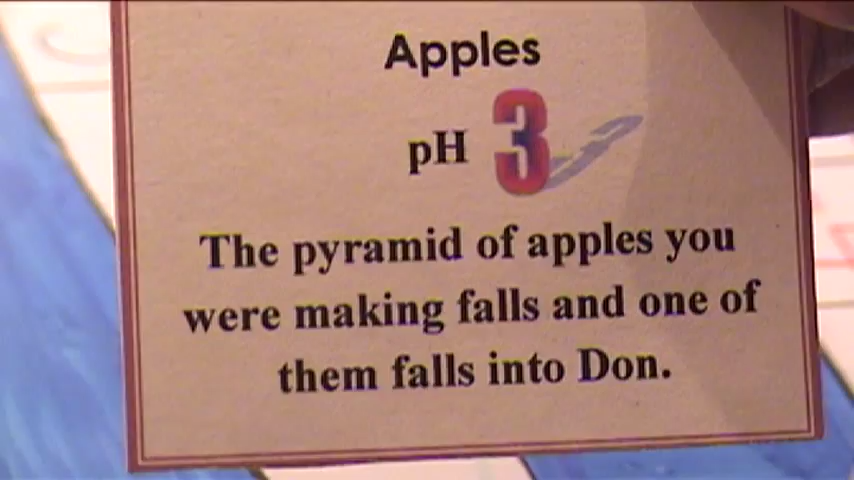 Apples
pH 3
The pyramid of apples you
were making falls and one of
them falls into Don.